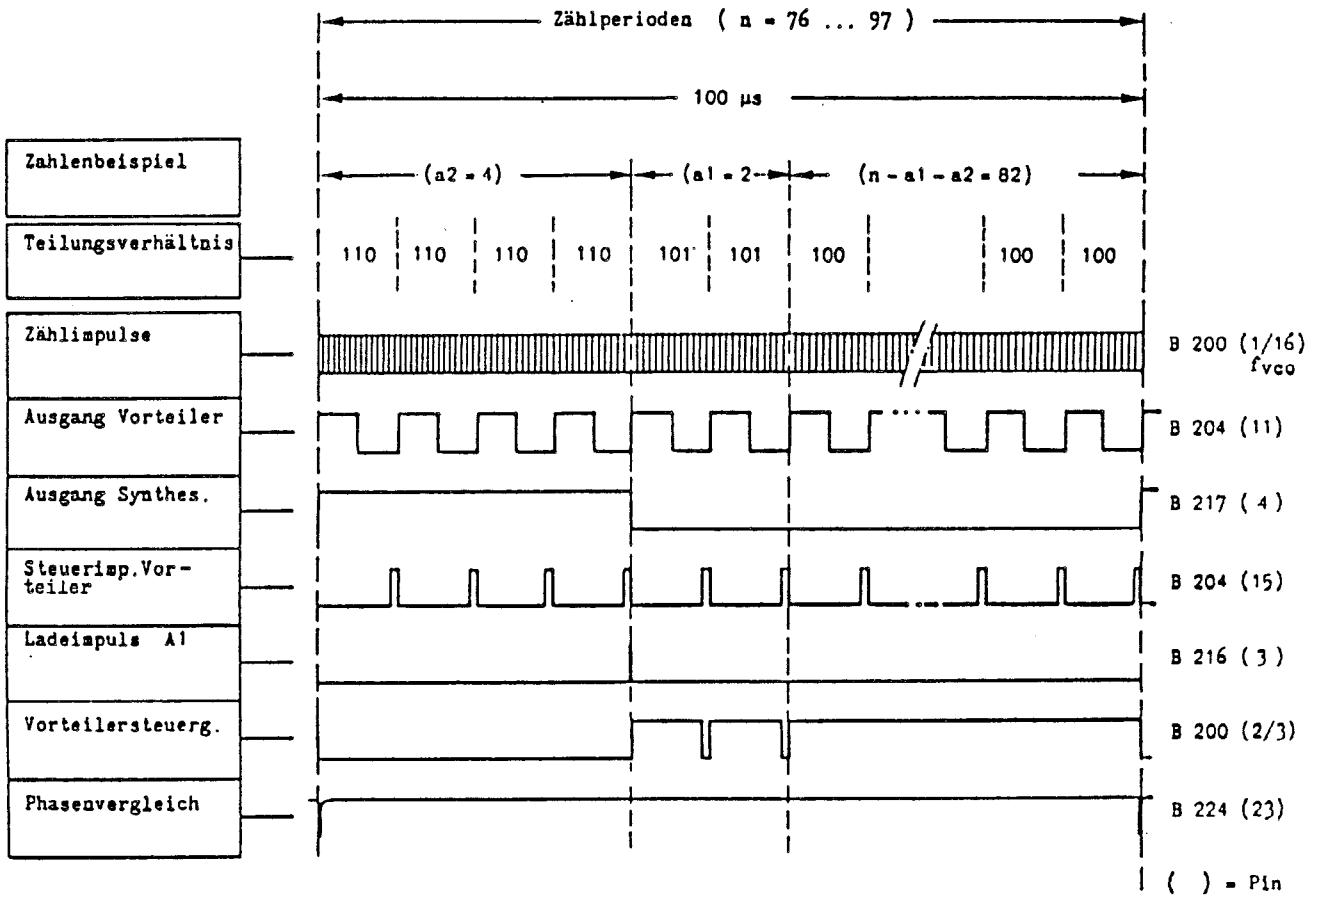 Zählperioden ( n = 76 ... 97 )
100 µs
Zahlenbeispiel
(a2 = 4) (a1 = 2 (n - a1 - a2 = 82)
Teilungsverhältnis
110 110 110 110 101 101 100 100 100
Zählimpulse
B 200 (1/16)
fvco
Ausgang Vorteiler
B 204 (11)
Ausgang Synthes.
B 217 (4)
Steuerimp.Vor-
teiler
B 204 (15)
Ladeimpuls A1
B 216 (3)
Vorteilersteuerg.
B 200 (2/3)
Phasenvergleich
B 224 (23)
( ) = Pin